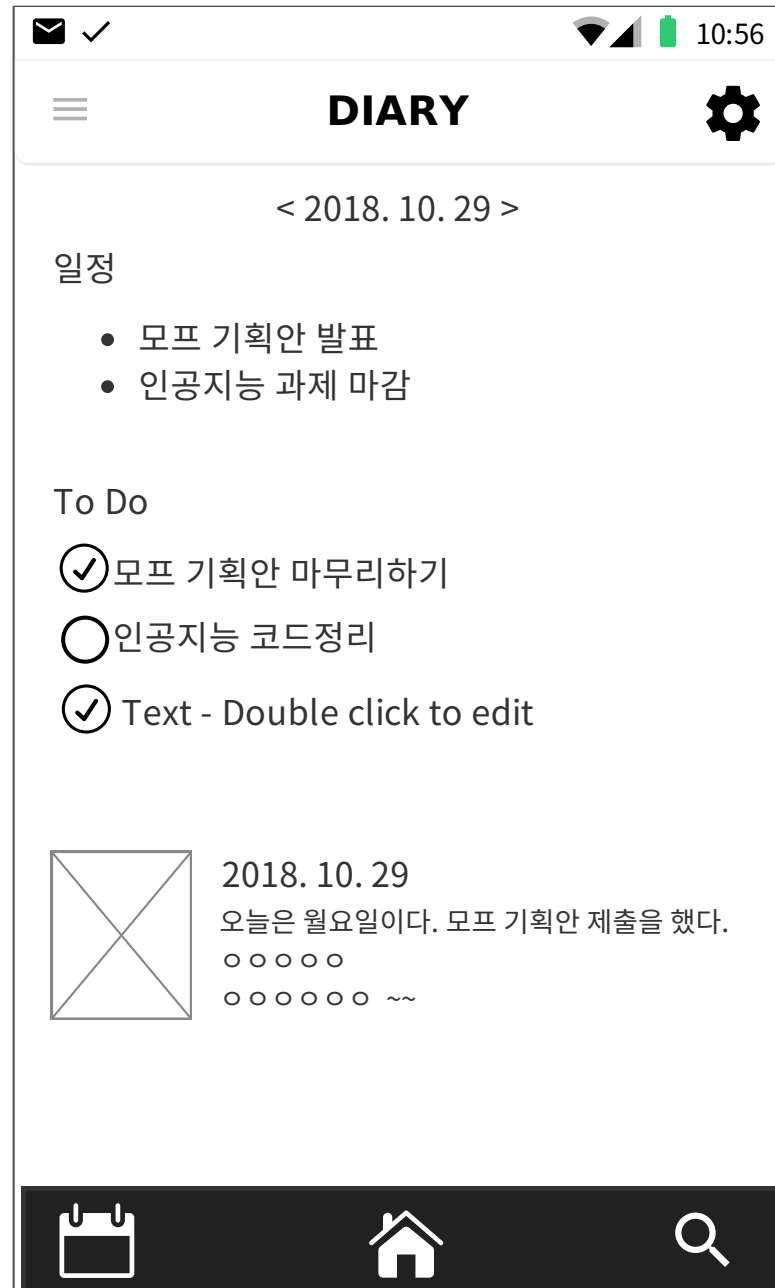 10:56
DIARY
< 2018. 10. 29 >
일정
• 모프 기획안 발표
• 인공지능 과제 마감
To Do
모프 기획안 마무리하기
인공지능 코드정리
Text - Double click to edit
2018. 10. 29
오늘은 월요일이다. 모프 기획안 제출을 했다.
ㅇㅇㅇㅇㅇ
ㅇㅇㅇㅇㅇㅇ ~~